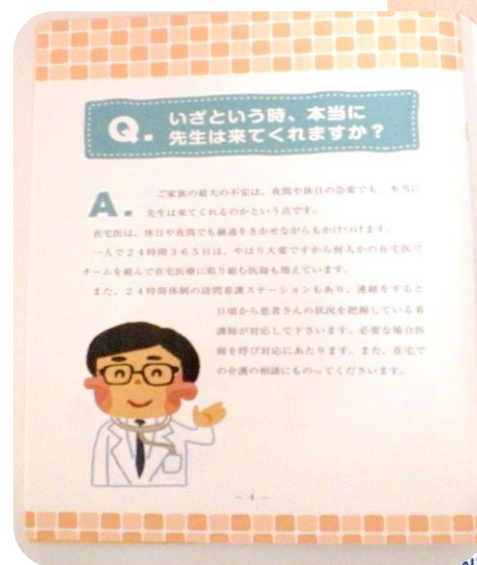 Q. いざという時、本当に
先生は来てくれますか？
A. ご家族の最大の不安は、夜間や休日の急変でも、本当に
先生は来てくれるのかという点です。
在宅医は、休日や夜間でも融通をきかせながらもかけつけます。
一人で24時間365日は、やはり大変ですから何人かの在宅医で
チームを組んで在宅医療に取り組む医師も増えています。
また、24時間体制の訪問看護ステーションもあり、連絡をすると
日頃から患者さんの状況を把握している看
護師が対応して下さいます。必要な場合医
師を呼び対応にあたります。また、在宅で
の介護の相談にものってくださいます。
- 4 -